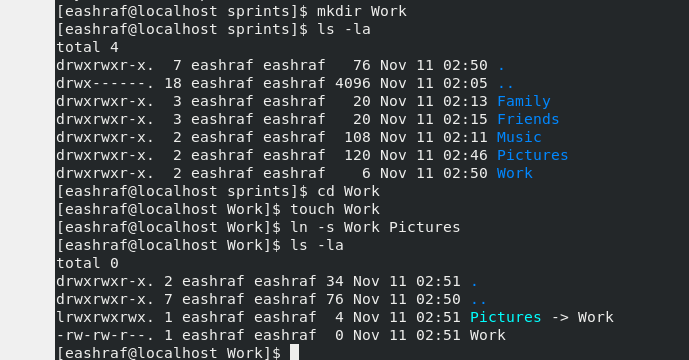 [eashraf@localhost sprints]$ mkdir Work
[eashraf@localhost sprints]$ ls -la
total 4
drwxrwxr-x.  7 eashraf eashraf   76 Nov 11 02:50 .
drwx------. 18 eashraf eashraf 4096 Nov 11 02:05 ..
drwxrwxr-x.  3 eashraf eashraf   20 Nov 11 02:13 Family
drwxrwxr-x.  3 eashraf eashraf   20 Nov 11 02:15 Friends
drwxrwxr-x.  2 eashraf eashraf  108 Nov 11 02:11 Music
drwxrwxr-x.  2 eashraf eashraf  120 Nov 11 02:46 Pictures
drwxrwxr-x.  2 eashraf eashraf    6 Nov 11 02:50 Work
[eashraf@localhost sprints]$ cd Work
[eashraf@localhost Work]$ touch Work
[eashraf@localhost Work]$ ln -s Work Pictures
[eashraf@localhost Work]$ ls -la
total 0
drwxrwxr-x. 2 eashraf eashraf 34 Nov 11 02:51 .
drwxrwxr-x. 7 eashraf eashraf 76 Nov 11 02:50 ..
lrwxrwxrwx. 1 eashraf eashraf  4 Nov 11 02:51 Pictures -> Work
-rw-rw-r--. 1 eashraf eashraf  0 Nov 11 02:51 Work
[eashraf@localhost Work]$